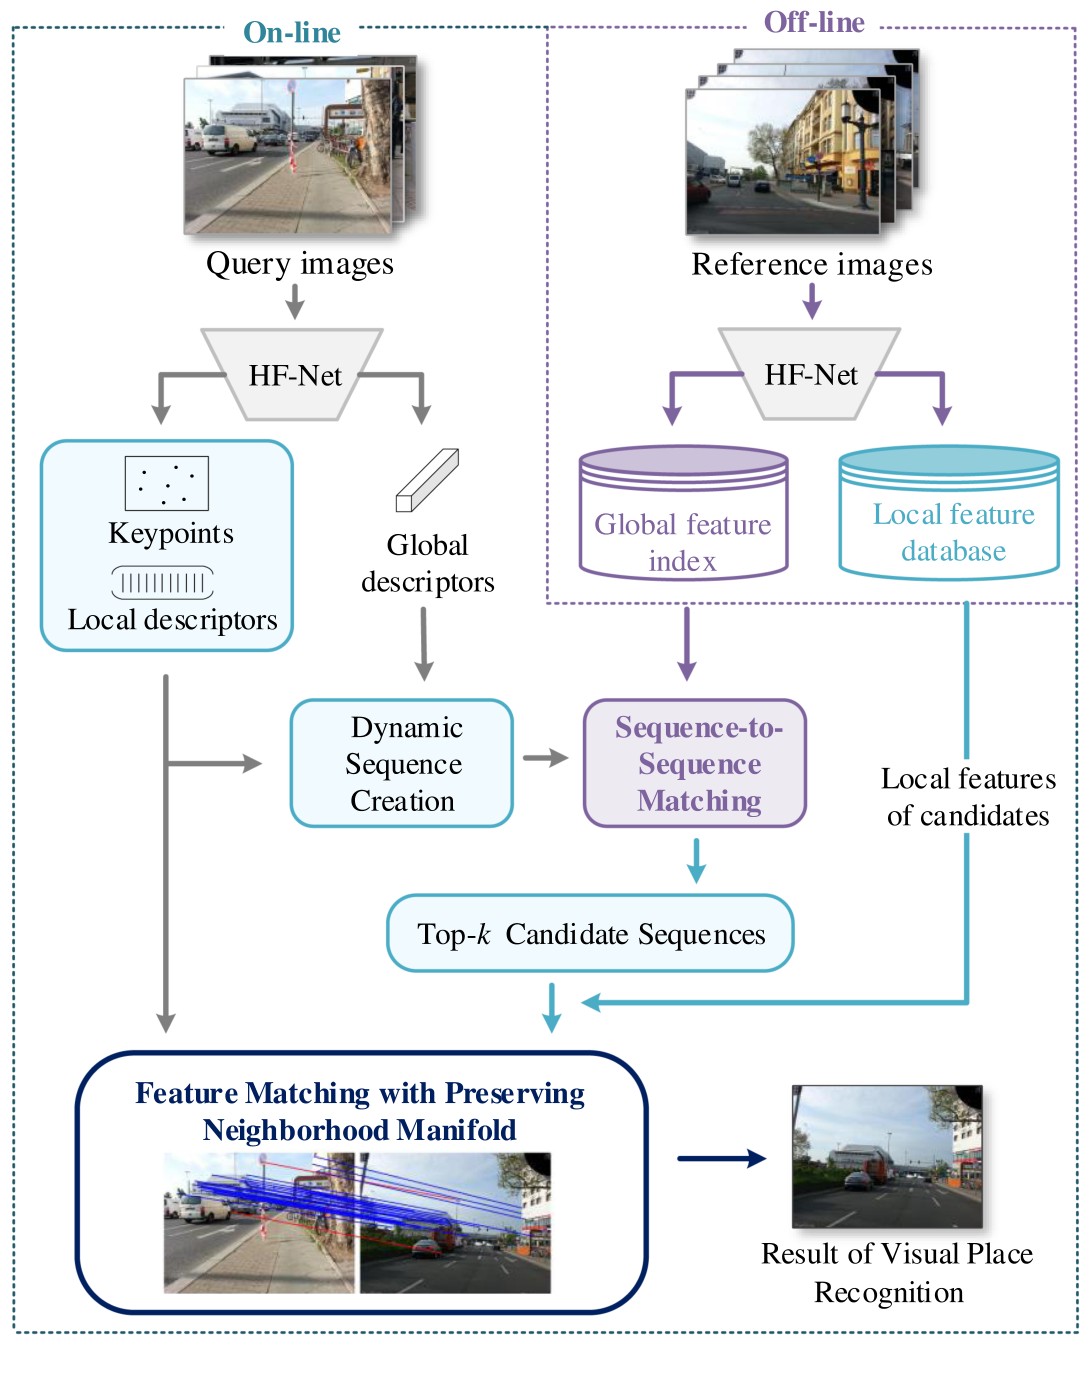 On-line
Off-line
Query images
Reference images
HF-Net
HF-Net
Keypoints
Local descriptors
Global
descriptors
Global feature
index
Local feature
database
Dynamic
Sequence
Creation
Sequence-to-
Sequence
Matching
Local features
of candidates
Top-k Candidate Sequences
Feature Matching with Preserving
Neighborhood Manifold
Result of Visual Place
Recognition